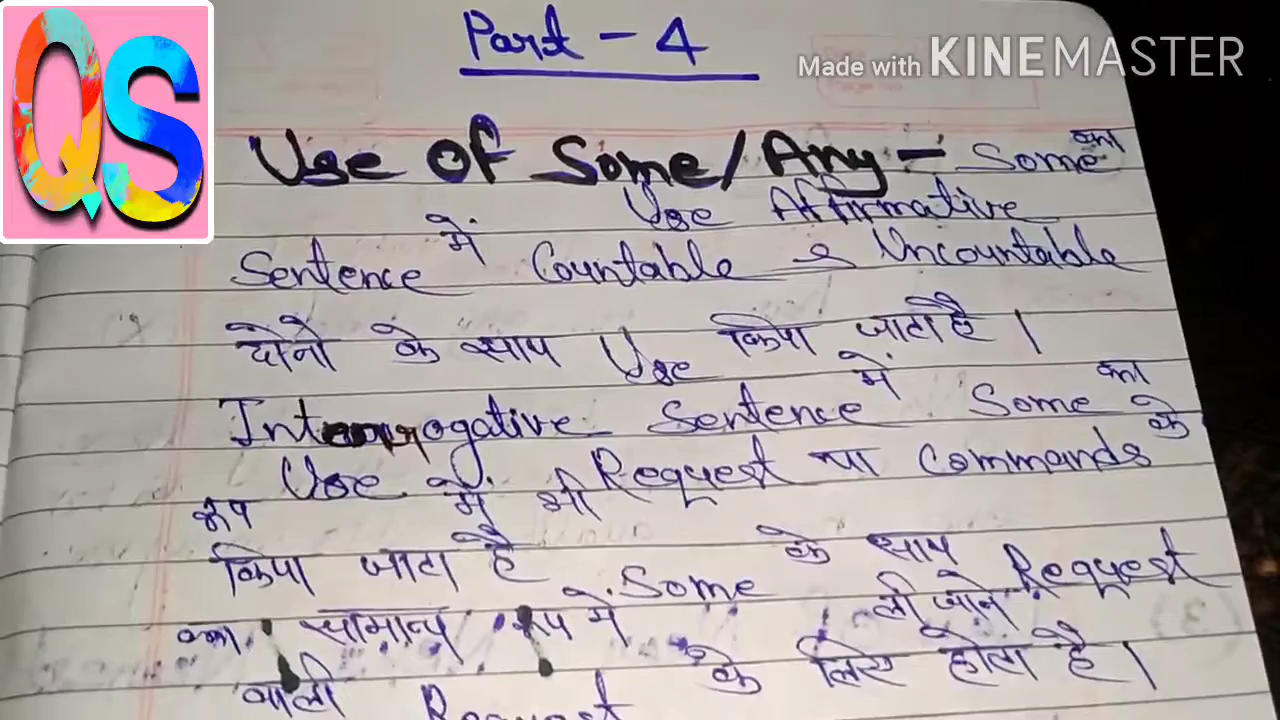 QS
Part - 4
Made with KINEMASTER
Use Of Some/Any - Some का
Use Affirmative
Sentence में Countable & Uncountable
दोनो के साथ Use किया जाता है।
Interrogative Sentence में Some का
Use Request या Commands के
रूप में भी
किया जाता है Some के साथ Request
का सामान्य रूप में ली जाने
वाली Request के लिए होता है।